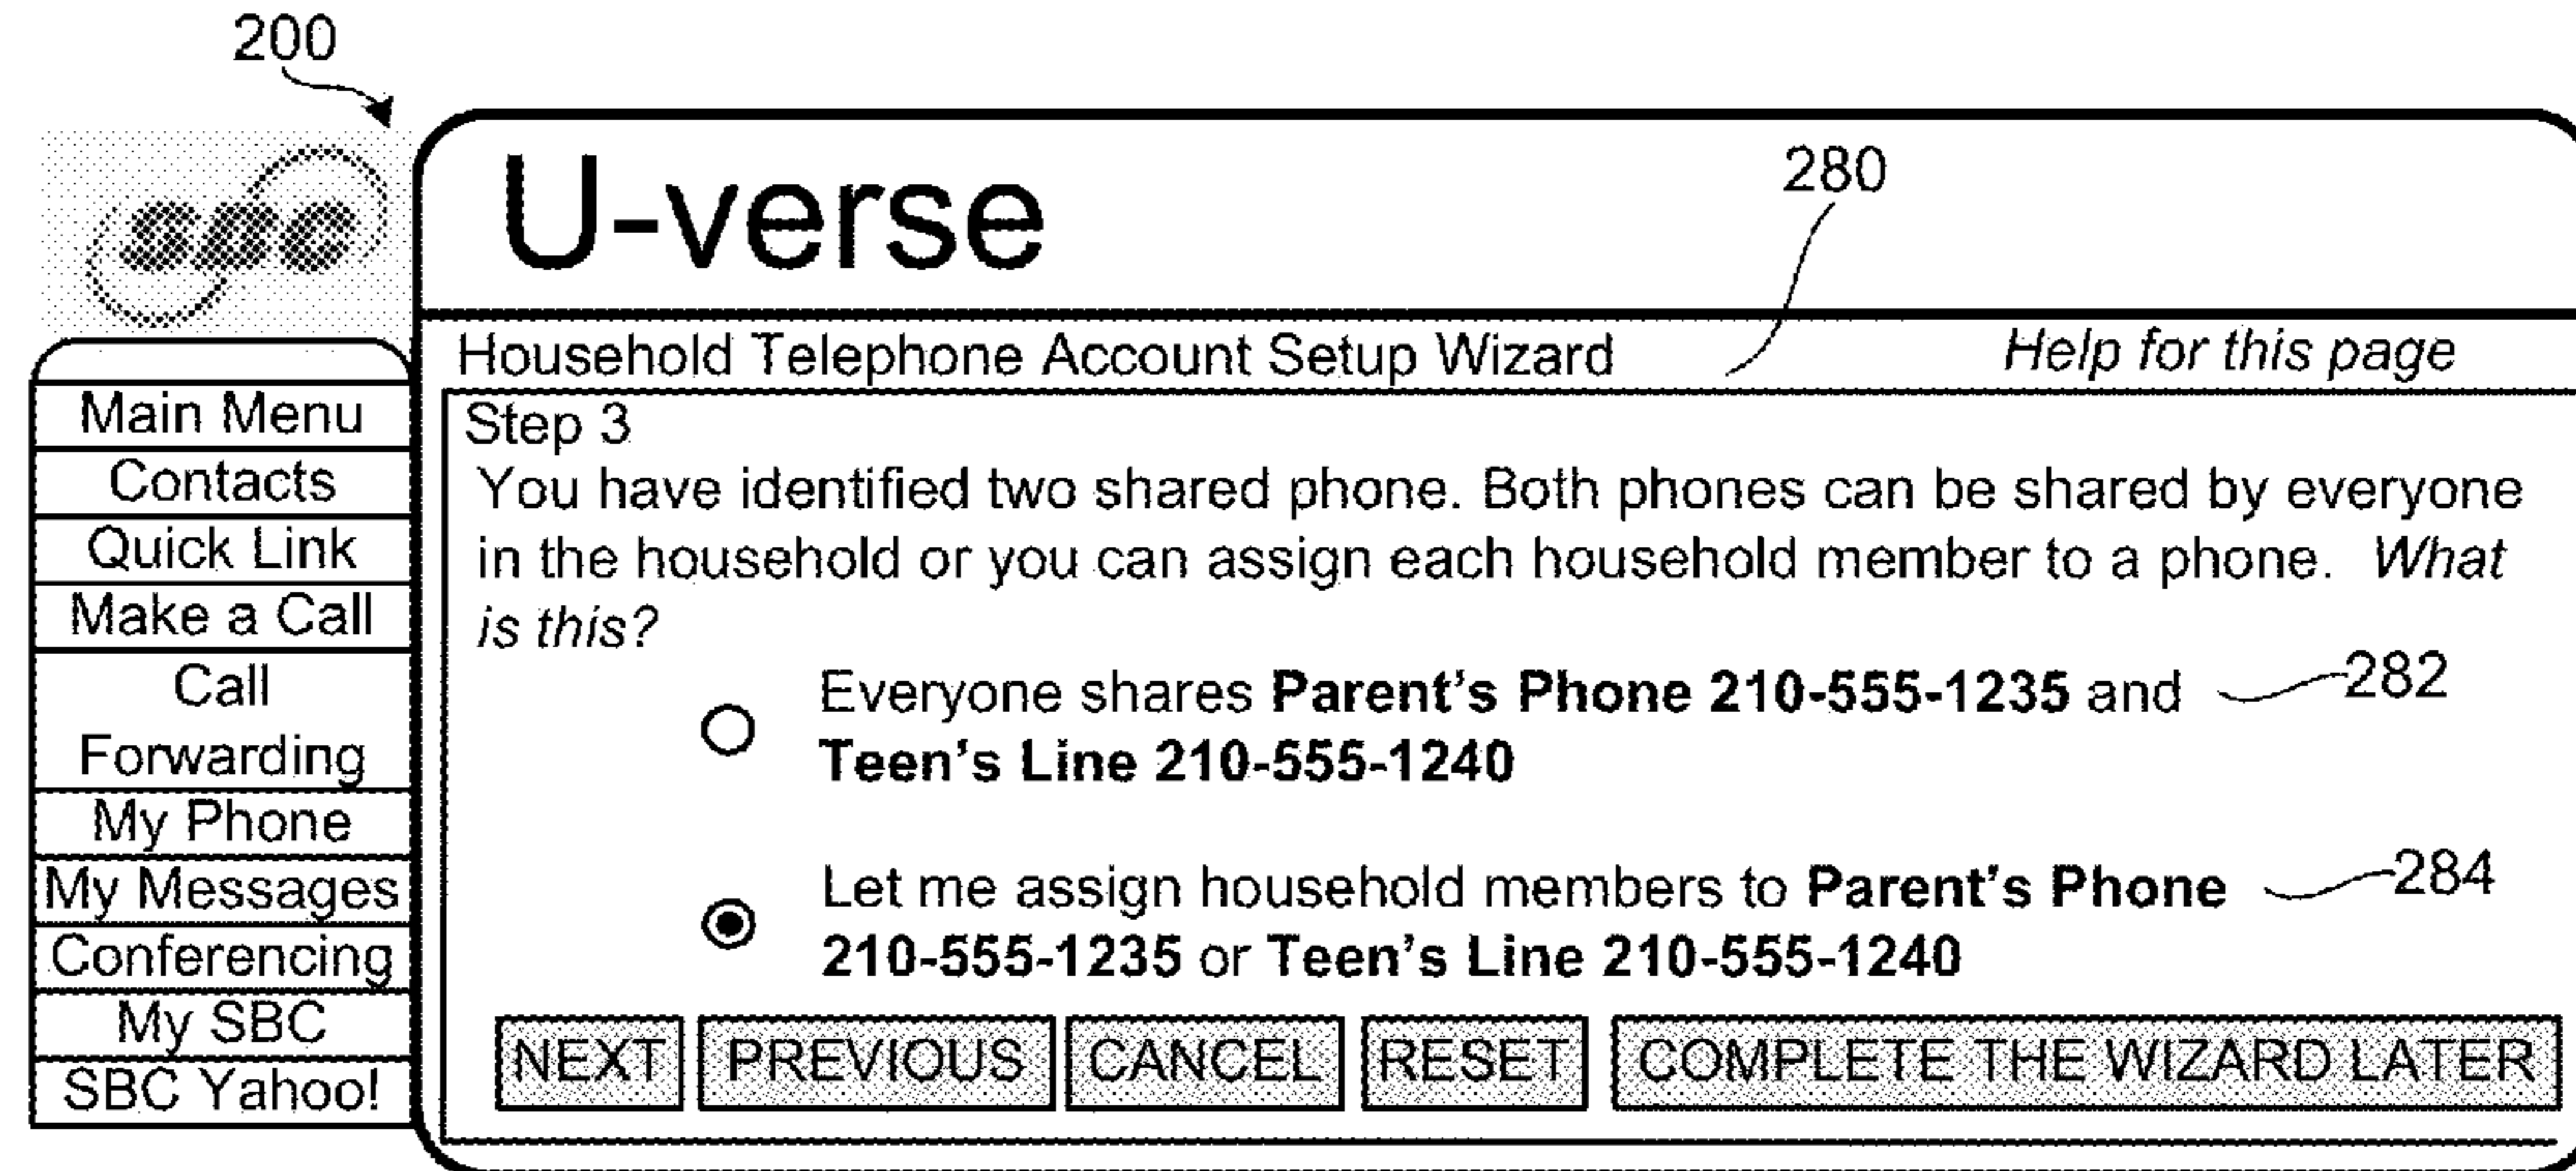 200
sbc
U-verse
280
Household Telephone Account Setup Wizard
Help for this page
Main Menu
Contacts
Quick Link
Make a Call
Call
Forwarding
My Phone
My Messages
Conferencing
My SBC
SBC Yahoo!
Step 3
You have identified two shared phone. Both phones can be shared by everyone
in the household or you can assign each household member to a phone. What
is this?
Everyone shares Parent's Phone 210-555-1235 and
282
Teen's Line 210-555-1240
Let me assign household members to Parent's Phone
284
210-555-1235 or Teen's Line 210-555-1240
NEXT
PREVIOUS
CANCEL
RESET
COMPLETE THE WIZARD LATER